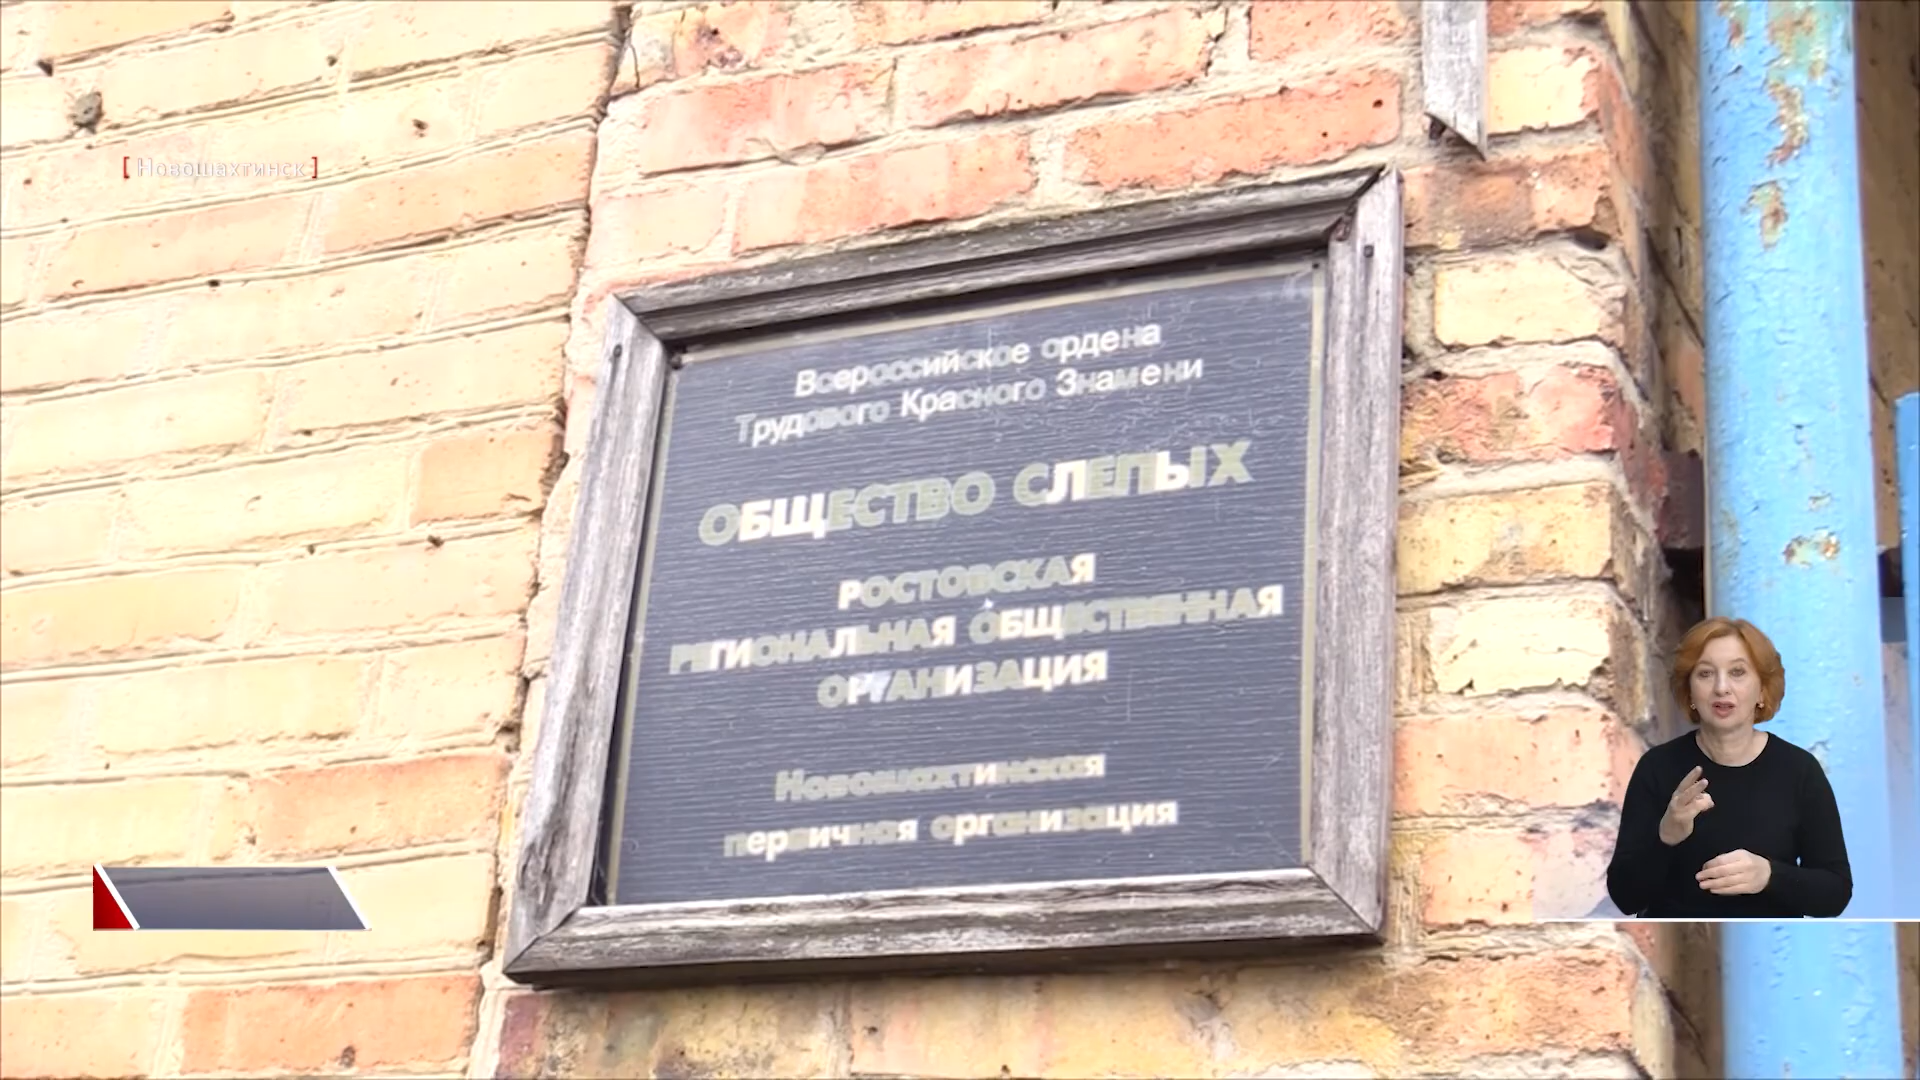 [ Новошахтинск ]
Всероссийское ордена
Трудового Красного Знамени
ОБЩЕСТВО СЛЕПЫХ
РОСТОВСКАЯ
РЕГИОНАЛЬНАЯ ОБЩЕСТВЕННАЯ
ОРГАНИЗАЦИЯ
Новошахтинская
первичная организация